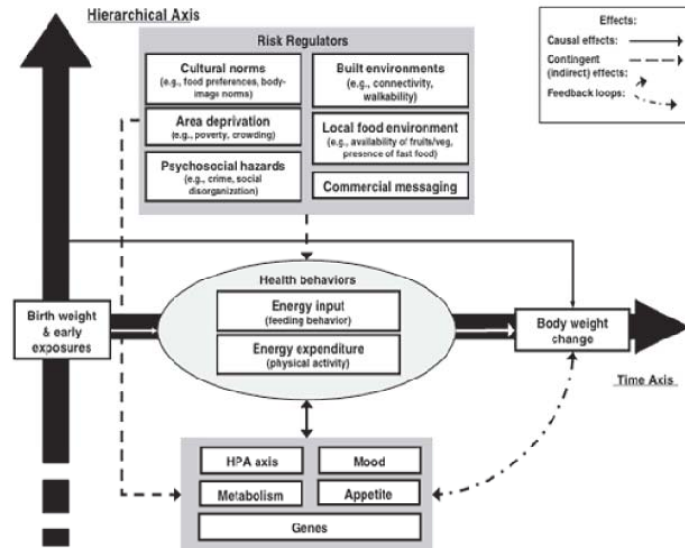 Hierarchical Axis
Effects:
Causal effects:
Contingent
(indirect) effects:
Feedback loops:
Risk Regulators
Cultural norms
(e.g., food preferences, body-
image norms)
Area deprivation
(e.g., poverty, crowding)
Psychosocial hazards
(e.g., crime, social
disorganization)
Built environments
(e.g., connectivity,
walkability)
Local food environment
(e.g., availability of fruits/veg,
presence of fast food)
Commercial messaging
Health behaviors
Energy input
(feeding behavior)
Energy expenditure
(physical activity)
Birth weight
& early
exposures
Body weight
change
Time Axis
HPA axis
Mood
Metabolism
Appetite
Genes